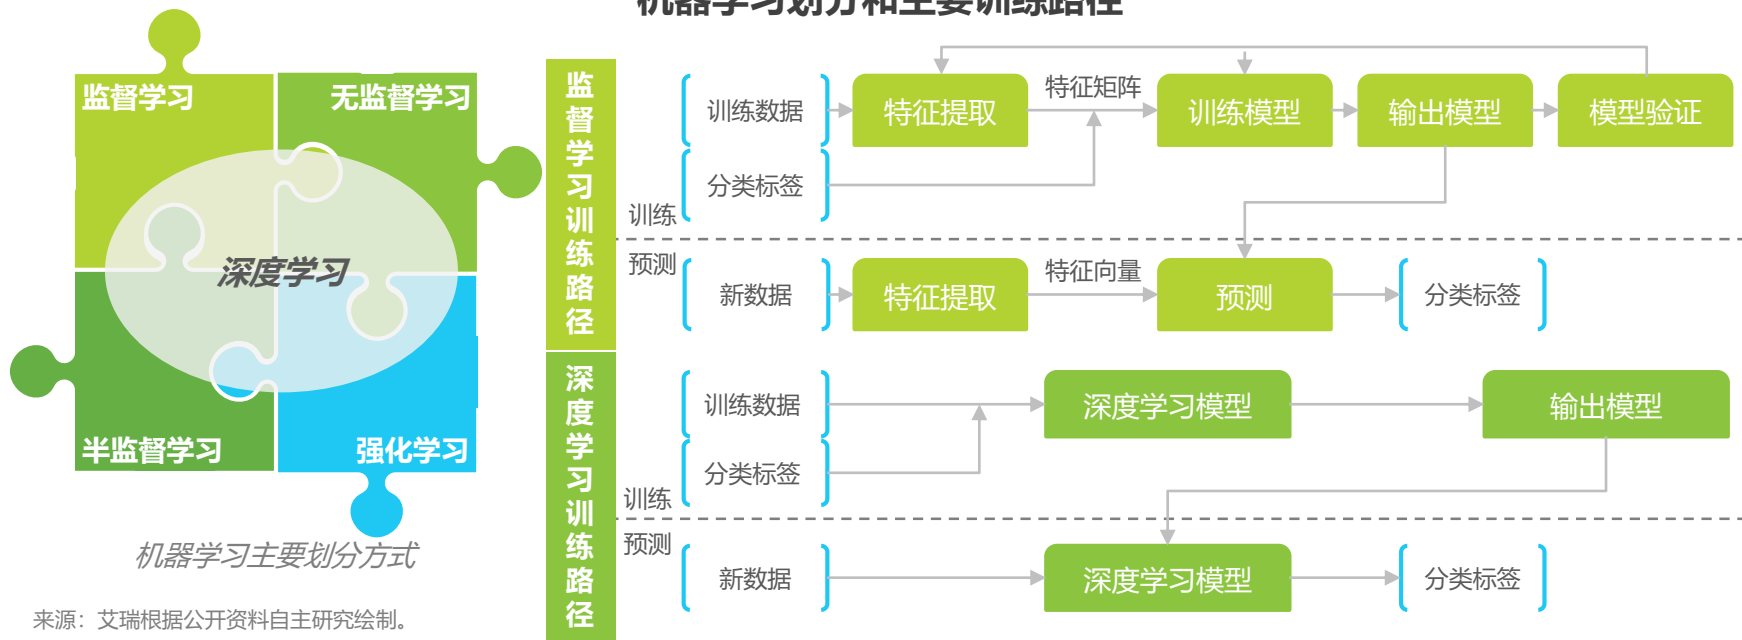 机器学习划分和主要训练路径
监督学习
无监督学习
深度学习
半监督学习
强化学习
机器学习主要划分方式
来源：艾瑞根据公开资料自主研究绘制。
监督学习训练路径
训练数据
特征提取
特征矩阵
训练模型
输出模型
模型验证
分类标签
训练
预测
新数据
特征提取
特征向量
预测
分类标签
深度学习训练路径
训练数据
深度学习模型
输出模型
分类标签
训练
预测
新数据
深度学习模型
分类标签